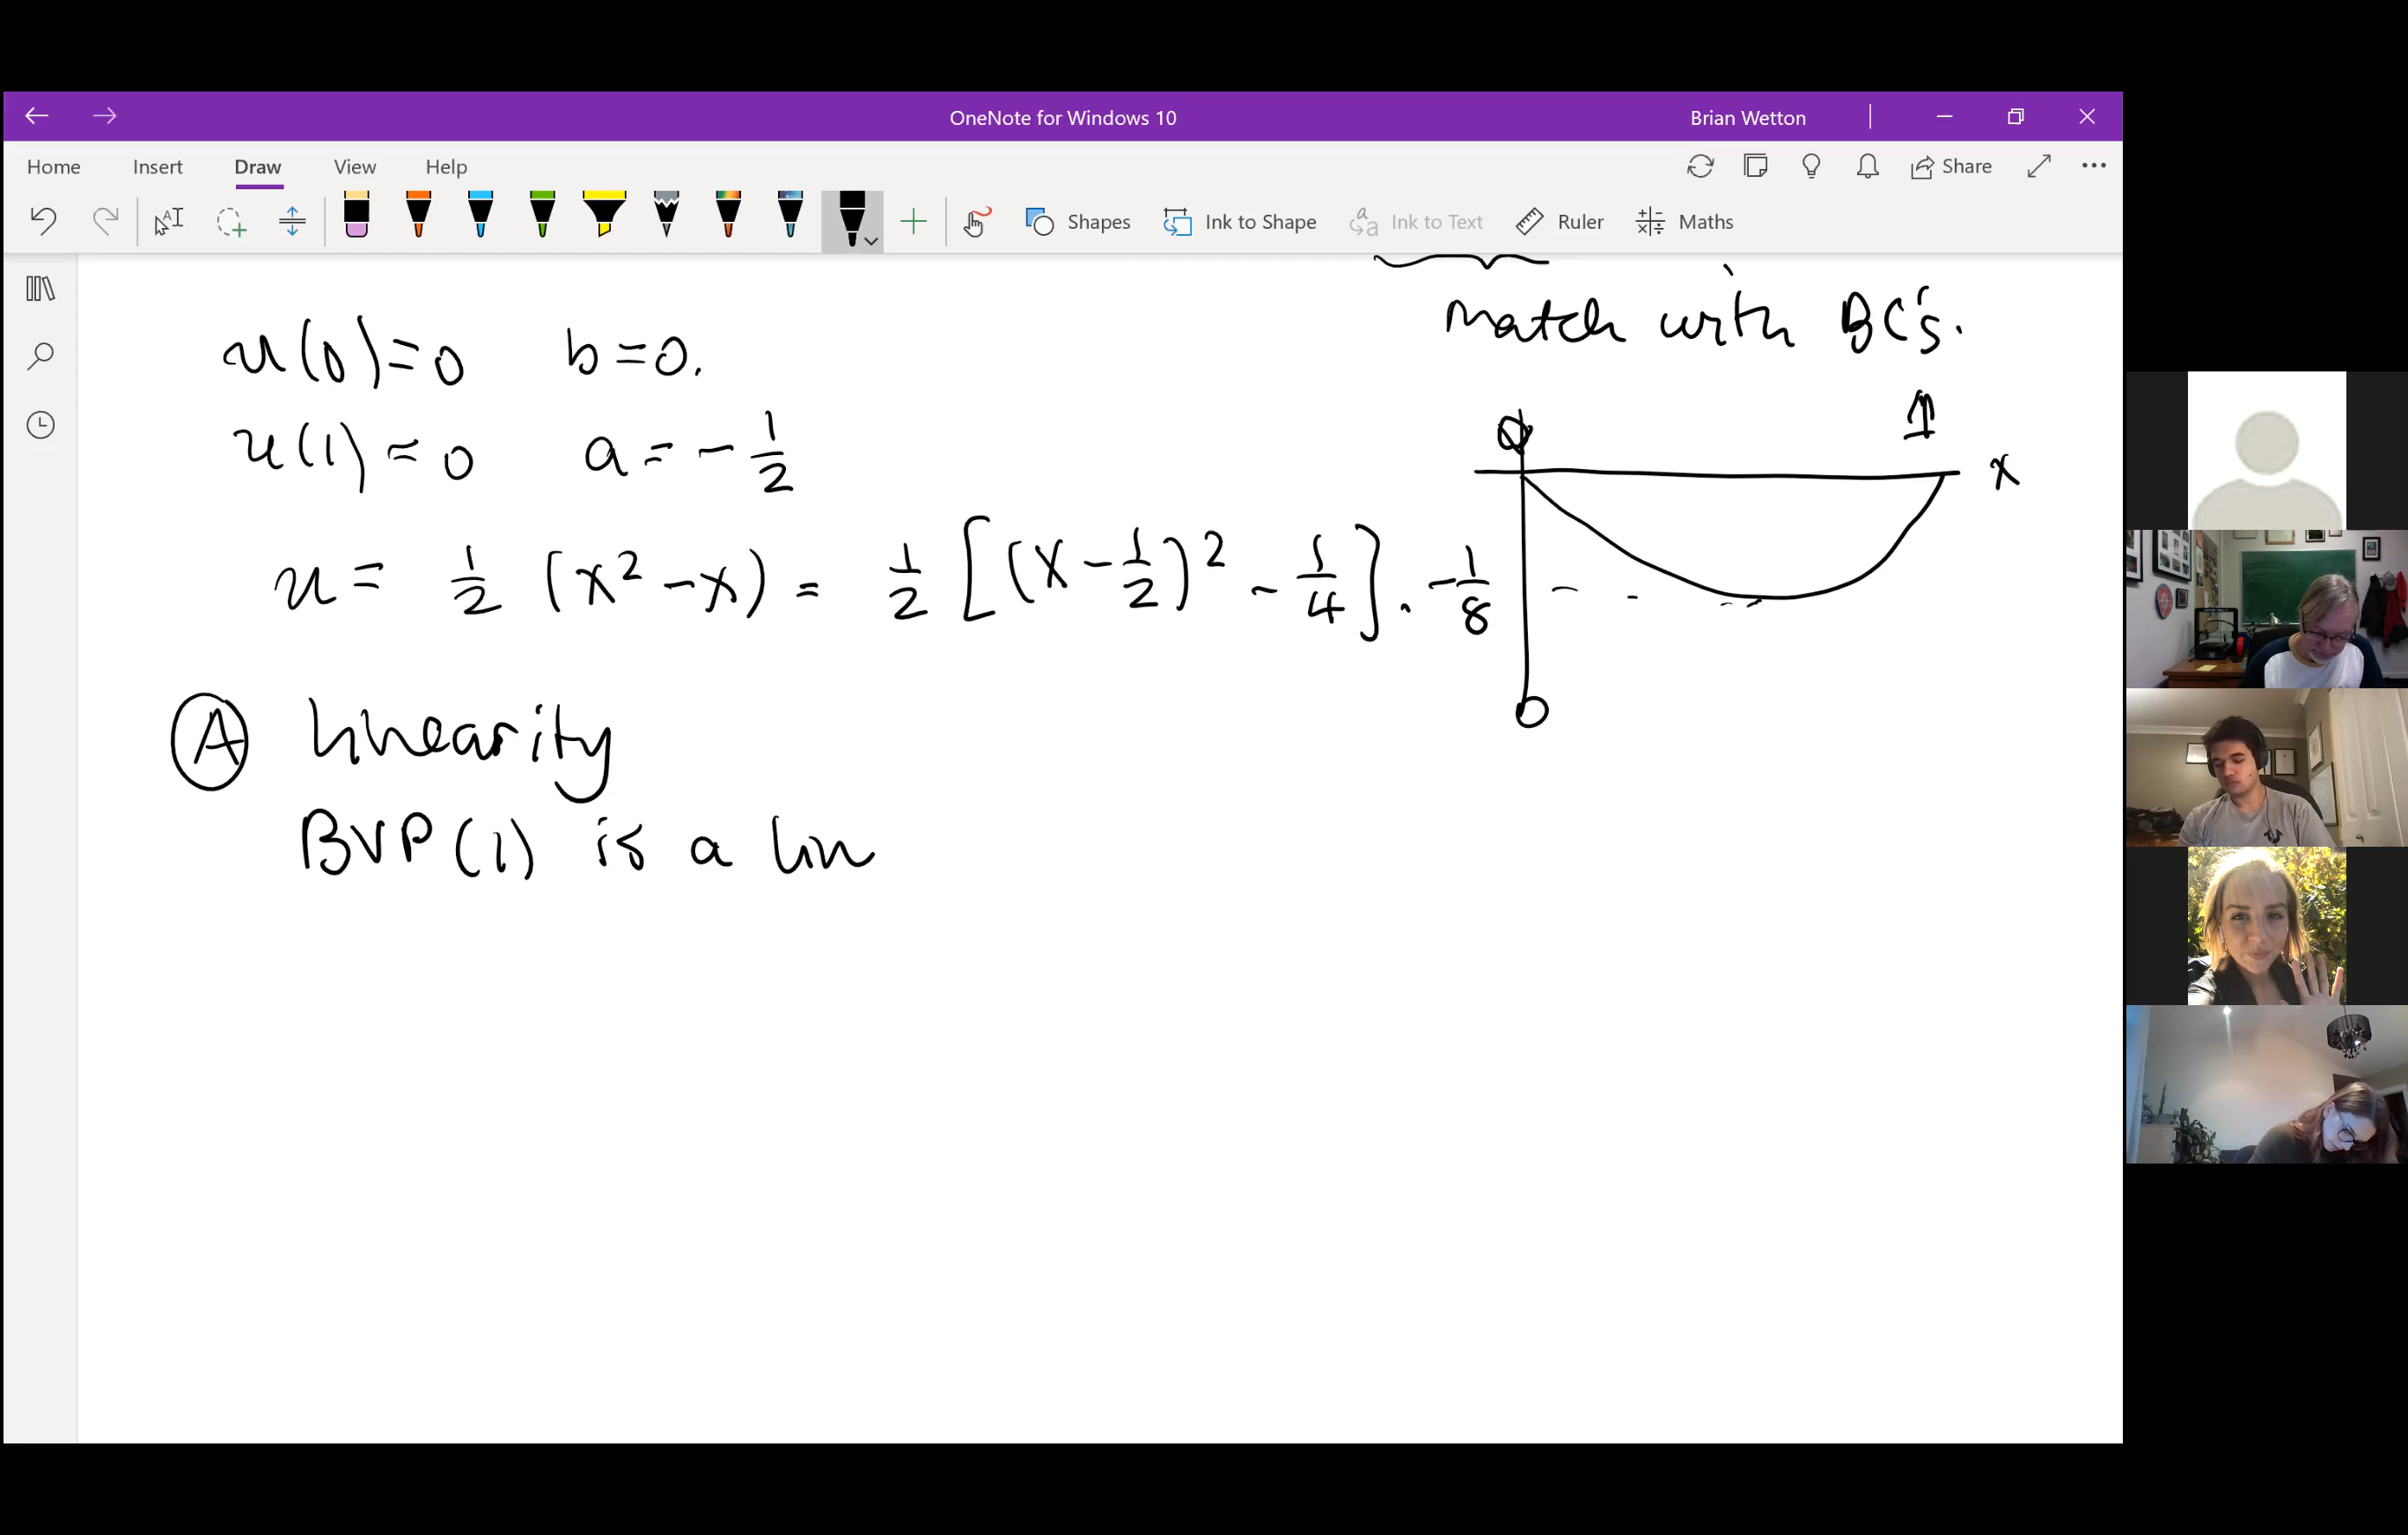 OneNote for Windows 10
Brian Wetton
Home Insert Draw View Help
Share
Shapes Ink to Shape Ink to Text Ruler Maths
match with BC's.
u(0)=0 b=0.
u(1)=0 a=-1/2
0 1
x
u = 1/2 (x²-x) = 1/2 [(x-1/2)² - 1/4]. -1/8
0
A linearity
BVP(1) is a lin